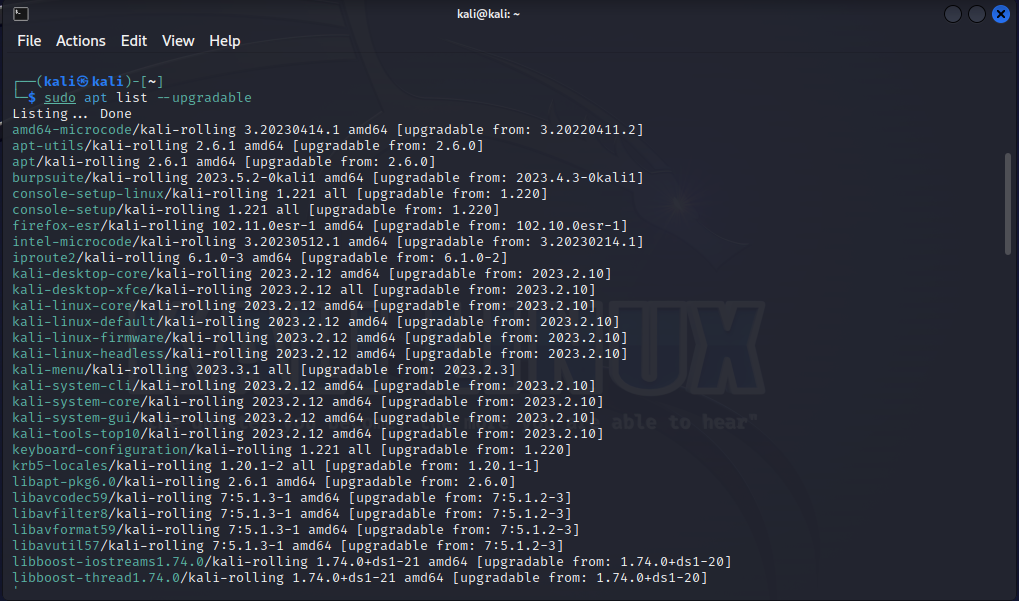 kali@kali: ~
File Actions Edit View Help
┌──(kali㉿kali)-[~]
└─$ sudo apt list --upgradable
Listing... Done
amd64-microcode/kali-rolling 3.20230414.1 amd64 [upgradable from: 3.20220411.2]
apt-utils/kali-rolling 2.6.1 amd64 [upgradable from: 2.6.0]
apt/kali-rolling 2.6.1 amd64 [upgradable from: 2.6.0]
burpsuite/kali-rolling 2023.5.2-0kali1 amd64 [upgradable from: 2023.4.3-0kali1]
console-setup-linux/kali-rolling 1.221 all [upgradable from: 1.220]
console-setup/kali-rolling 1.221 all [upgradable from: 1.220]
firefox-esr/kali-rolling 102.11.0esr-1 amd64 [upgradable from: 102.10.0esr-1]
intel-microcode/kali-rolling 3.20230512.1 amd64 [upgradable from: 3.20230214.1]
iproute2/kali-rolling 6.1.0-3 amd64 [upgradable from: 6.1.0-2]
kali-desktop-core/kali-rolling 2023.2.12 amd64 [upgradable from: 2023.2.10]
kali-desktop-xfce/kali-rolling 2023.2.12 all [upgradable from: 2023.2.10]
kali-linux-core/kali-rolling 2023.2.12 amd64 [upgradable from: 2023.2.10]
kali-linux-default/kali-rolling 2023.2.12 amd64 [upgradable from: 2023.2.10]
kali-linux-firmware/kali-rolling 2023.2.12 amd64 [upgradable from: 2023.2.10]
kali-linux-headless/kali-rolling 2023.2.12 amd64 [upgradable from: 2023.2.10]
kali-menu/kali-rolling 2023.3.1 all [upgradable from: 2023.2.3]
kali-system-cli/kali-rolling 2023.2.12 amd64 [upgradable from: 2023.2.10]
kali-system-core/kali-rolling 2023.2.12 amd64 [upgradable from: 2023.2.10]
kali-system-gui/kali-rolling 2023.2.12 amd64 [upgradable from: 2023.2.10]
kali-tools-top10/kali-rolling 2023.2.12 amd64 [upgradable from: 2023.2.10]
keyboard-configuration/kali-rolling 1.221 all [upgradable from: 1.220]
krb5-locales/kali-rolling 1.20.1-2 all [upgradable from: 1.20.1-1]
libapt-pkg6.0/kali-rolling 2.6.1 amd64 [upgradable from: 2.6.0]
libavcodec59/kali-rolling 7:5.1.3-1 amd64 [upgradable from: 7:5.1.2-3]
libavfilter8/kali-rolling 7:5.1.3-1 amd64 [upgradable from: 7:5.1.2-3]
libavformat59/kali-rolling 7:5.1.3-1 amd64 [upgradable from: 7:5.1.2-3]
libavutil57/kali-rolling 7:5.1.3-1 amd64 [upgradable from: 7:5.1.2-3]
libboost-iostreams1.74.0/kali-rolling 1.74.0+ds1-21 amd64 [upgradable from: 1.74.0+ds1-20]
libboost-thread1.74.0/kali-rolling 1.74.0+ds1-21 amd64 [upgradable from: 1.74.0+ds1-20]
UX
able to hear"